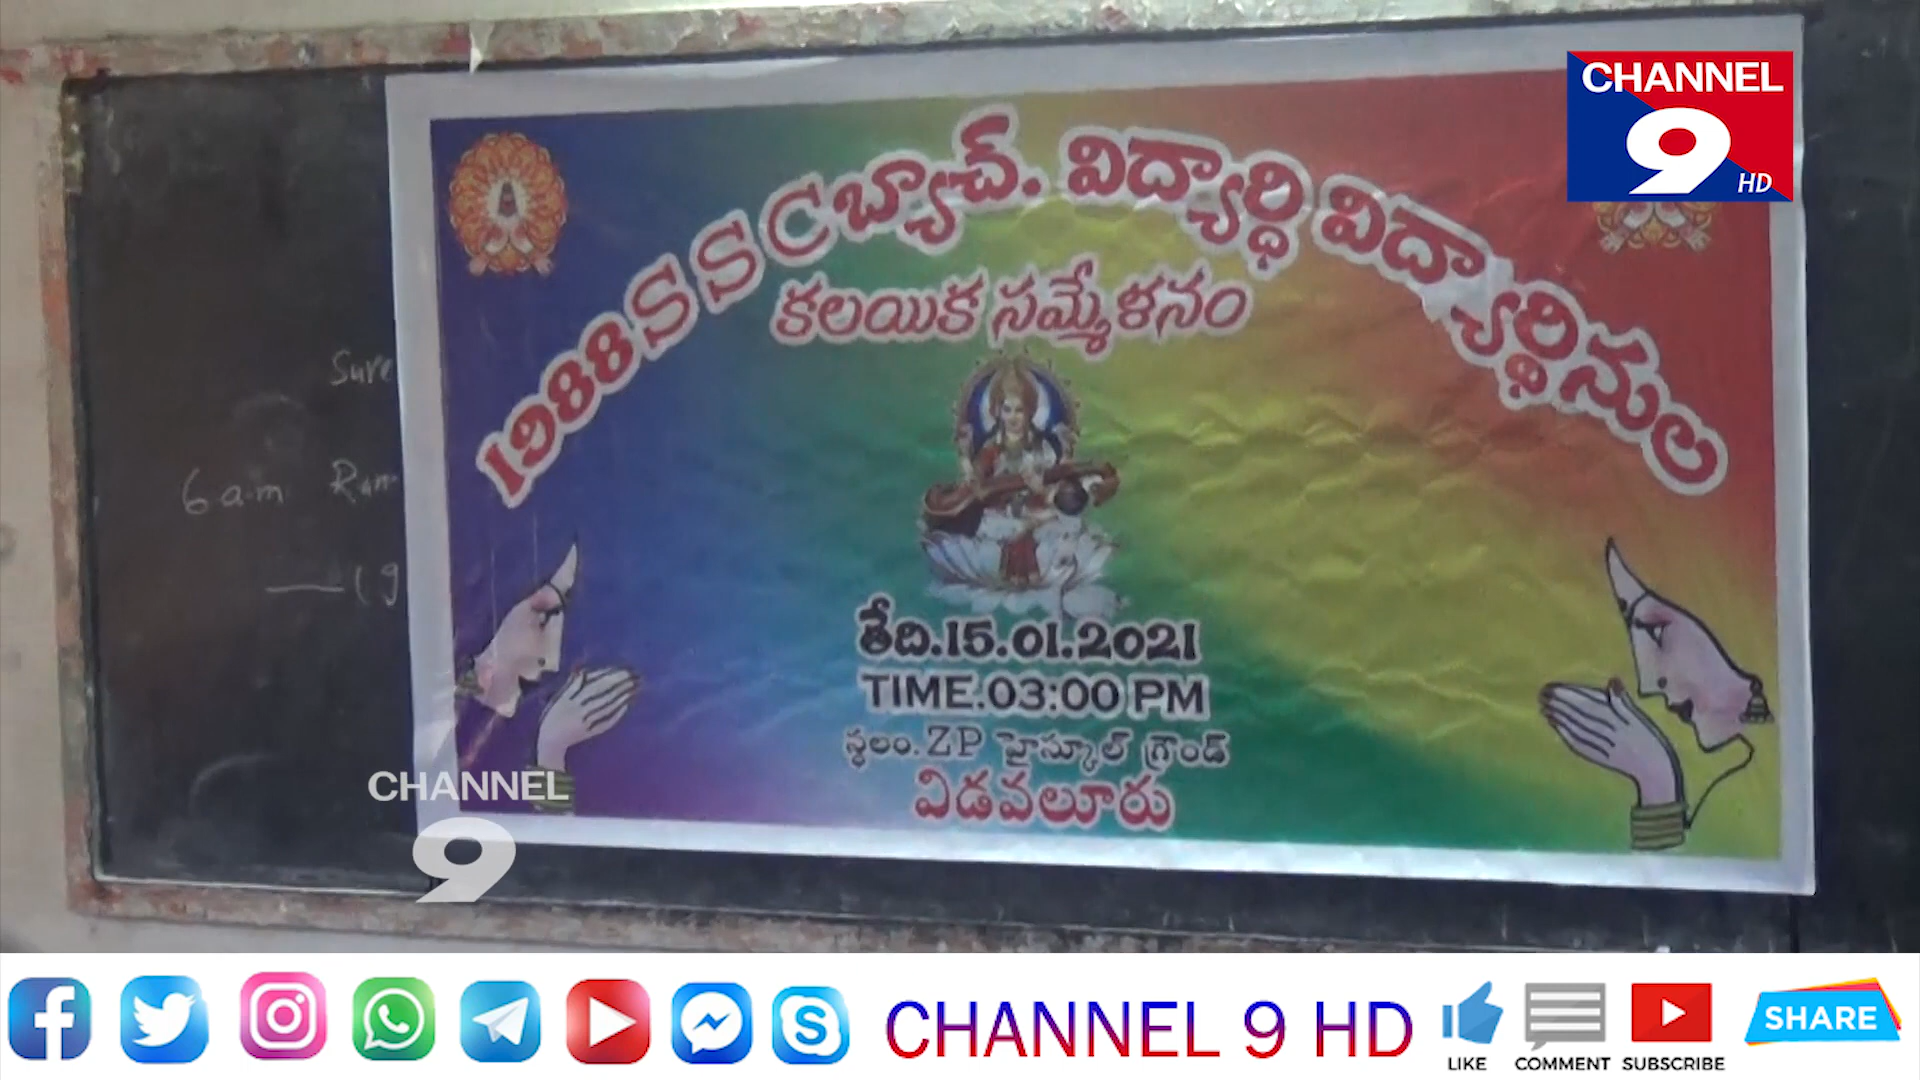 CHANNEL
9
HD
1988 SSC బ్యాచ్. విద్యార్థి విద్యార్థినుల
కలయిక సమ్మేళనం
Sure
6 a.m
తేది.15.01.2021
TIME.03:00 PM
స్థలం.ZP హైస్కూల్ గ్రౌండ్
విడవలూరు
CHANNEL
9
CHANNEL 9 HD
LIKE
COMMENT
SUBSCRIBE
SHARE